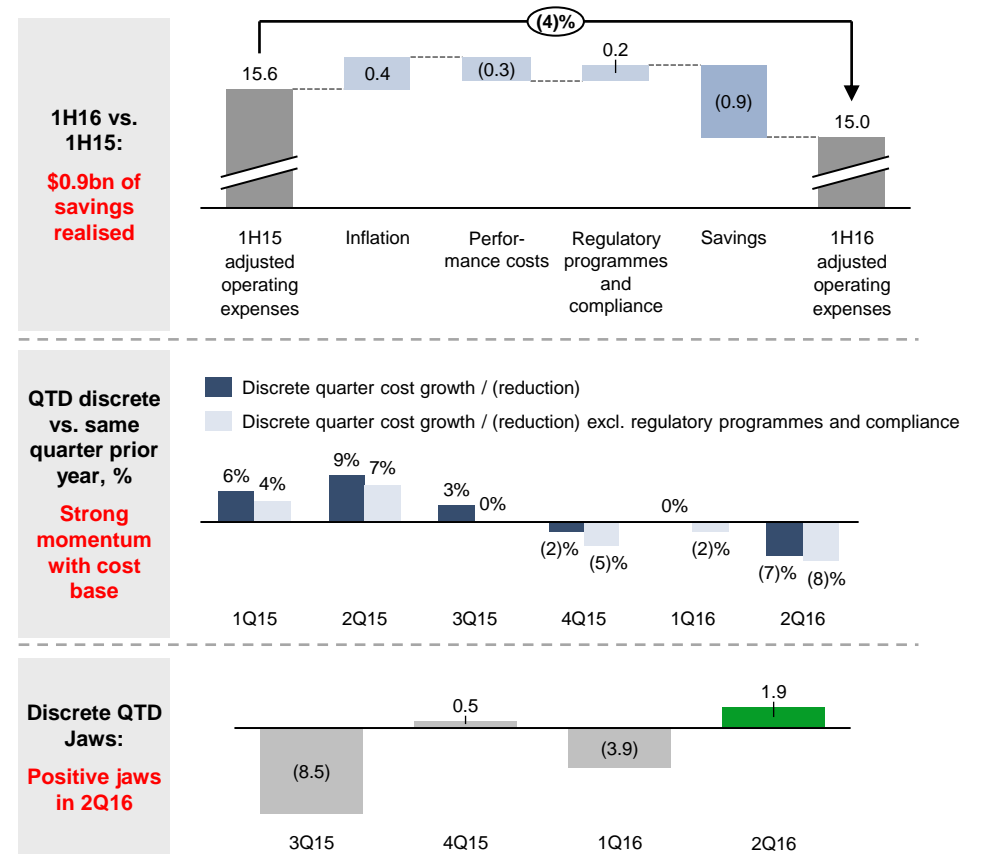 1H16 vs.
1H15:
$0.9bn of
savings
realised
(4)%
15.6
0.4
(0.3)
0.2
(0.9)
15.0
1H15
adjusted
operating
expenses
Inflation
Perfor-
mance costs
Regulatory
programmes
and
compliance
Savings
1H16
adjusted
operating
expenses
QTD discrete
vs. same
quarter prior
year, %
Strong
momentum
with cost
base
Discrete quarter cost growth / (reduction)
Discrete quarter cost growth / (reduction) excl. regulatory programmes and compliance
6%
4%
9%
7%
3%
0%
(2)%
(5)%
0%
(2)%
(7)%
(8)%
1Q15
2Q15
3Q15
4Q15
1Q16
2Q16
Discrete QTD
Jaws:
Positive jaws
in 2Q16
(8.5)
0.5
(3.9)
1.9
3Q15
4Q15
1Q16
2Q16